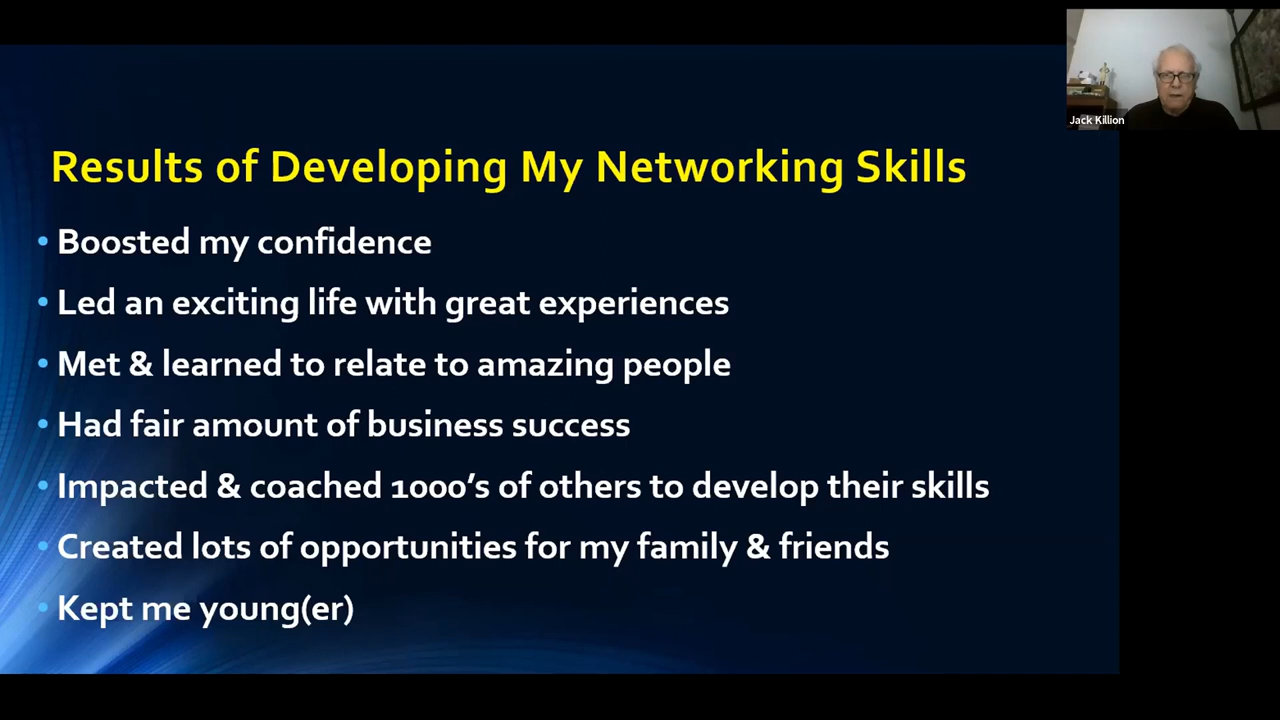 Jack Killion
Results of Developing My Networking Skills
• Boosted my confidence
• Led an exciting life with great experiences
• Met & learned to relate to amazing people
• Had fair amount of business success
• Impacted & coached 1000’s of others to develop their skills
• Created lots of opportunities for my family & friends
• Kept me young(er)